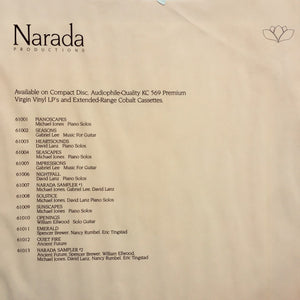 Narada
PRODUCTIONS
Available on Compact Disc. Audiophile-Quality KC 569 Premium
Virgin Vinyl LP's and Extended-Range Cobalt Cassettes.
61001 PIANOSCAPES
Michael Jones Piano Solos
61002 SEASONS
Gabriel Lee Music For Guitar
61003 HEARTSOUNDS
David Lanz Piano Solos
61004 SEASCAPES
Michael Jones Piano Solos
61005 IMPRESSIONS
Gabriel Lee Music For Guitar
61006 NIGHTFALL
David Lanz Piano Solos
61007 NARADA SAMPLER #1
Michael Jones, Gabriel Lee, David Lanz
61008 SOLSTICE
Michael Jones, David Lanz Piano Solos
61009 SUNSCAPES
Michael Jones Piano Solos
61010 OPENINGS
William Ellwood Solo Guitar
61011 EMERALD
Spencer Brewer, Nancy Rumbel, Eric Tingstad
61012 QUIET FIRE
Ancient Future
61013 NARADA SAMPLER #2
Ancient Future, Spencer Brewer, William Ellwood,
Michael Jones, David Lanz, Nancy Rumbel, Eric Tingstad